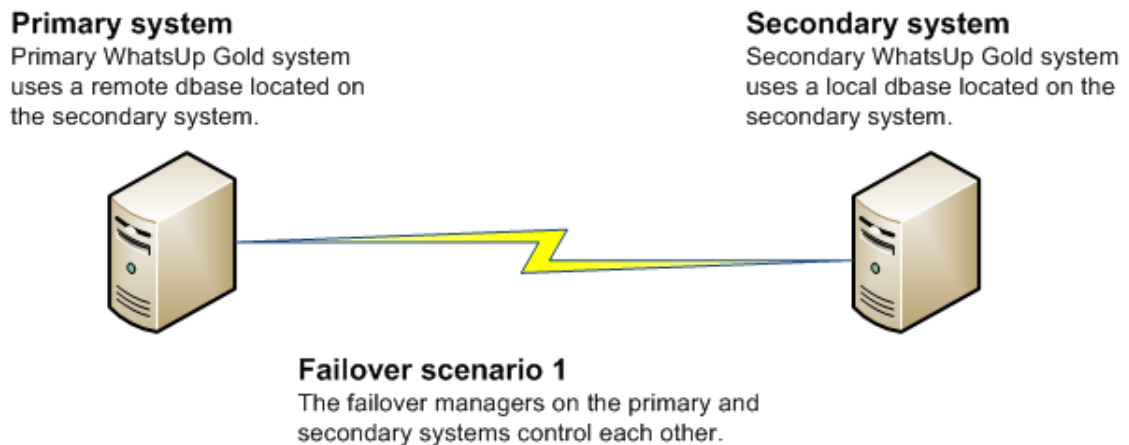 Primary system
Primary WhatsUp Gold system
uses a remote dbase located on
the secondary system.
Secondary system
Secondary WhatsUp Gold system
uses a local dbase located on the
secondary system.
Failover scenario 1
The failover managers on the primary and
secondary systems control each other.